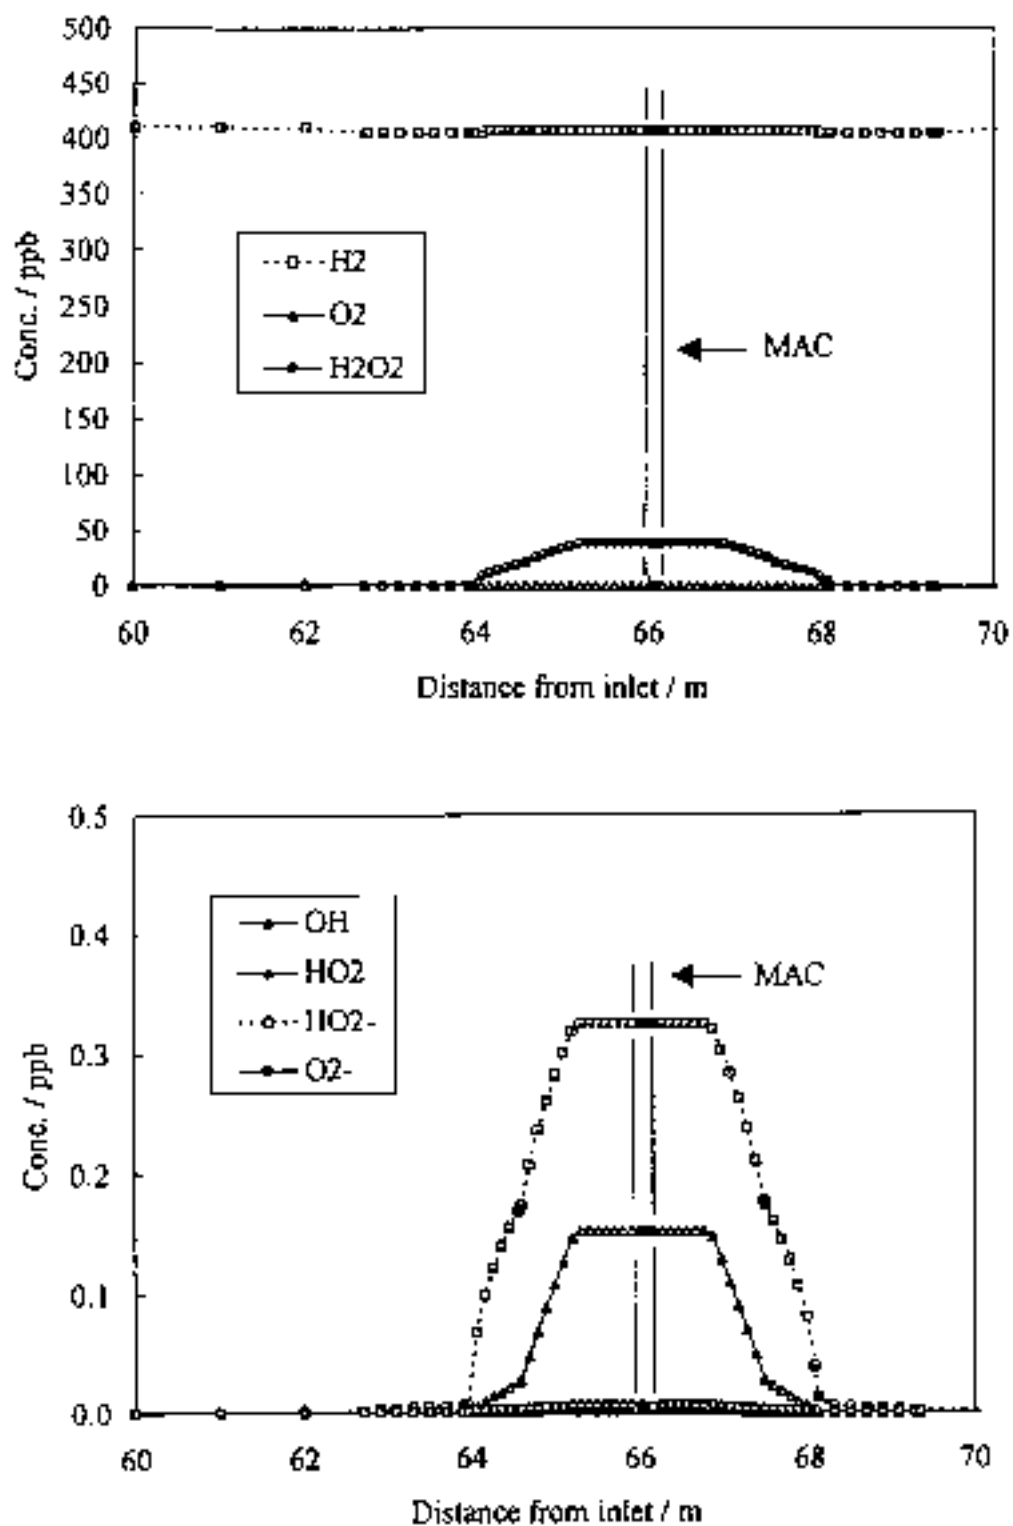 500
450
400
350
300
250
200
150
100
50
0
Conc. / ppb
H2
O2
H2O2
MAC
60 62 64 66 68 70
Distance from inlet / m
0.5
0.4
0.3
0.2
0.1
0.0
Conc. / ppb
OH
HO2
HO2-
O2-
MAC
60 62 64 66 68 70
Distance from inlet / m